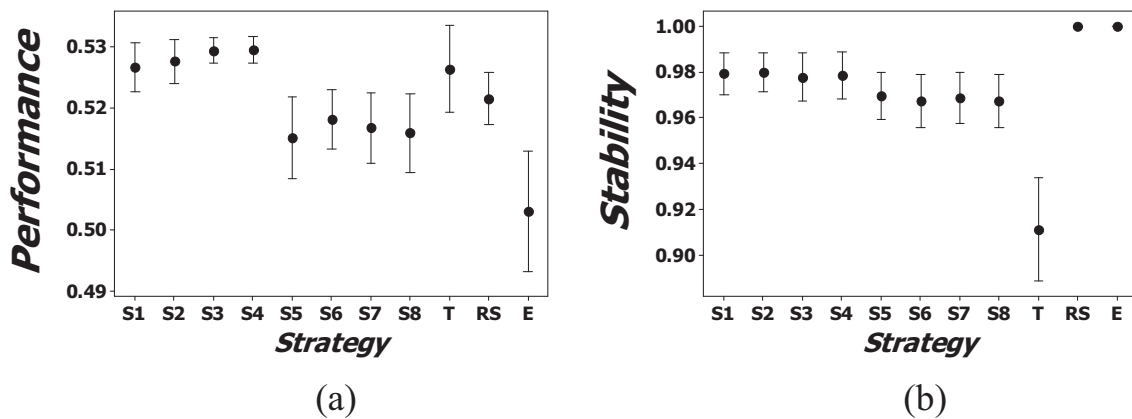 Performance
0.53
0.52
0.51
0.50
0.49
S1 S2 S3 S4 S5 S6 S7 S8 T RS E
Strategy
(a)
Stability
1.00
0.98
0.96
0.94
0.92
0.90
S1 S2 S3 S4 S5 S6 S7 S8 T RS E
Strategy
(b)